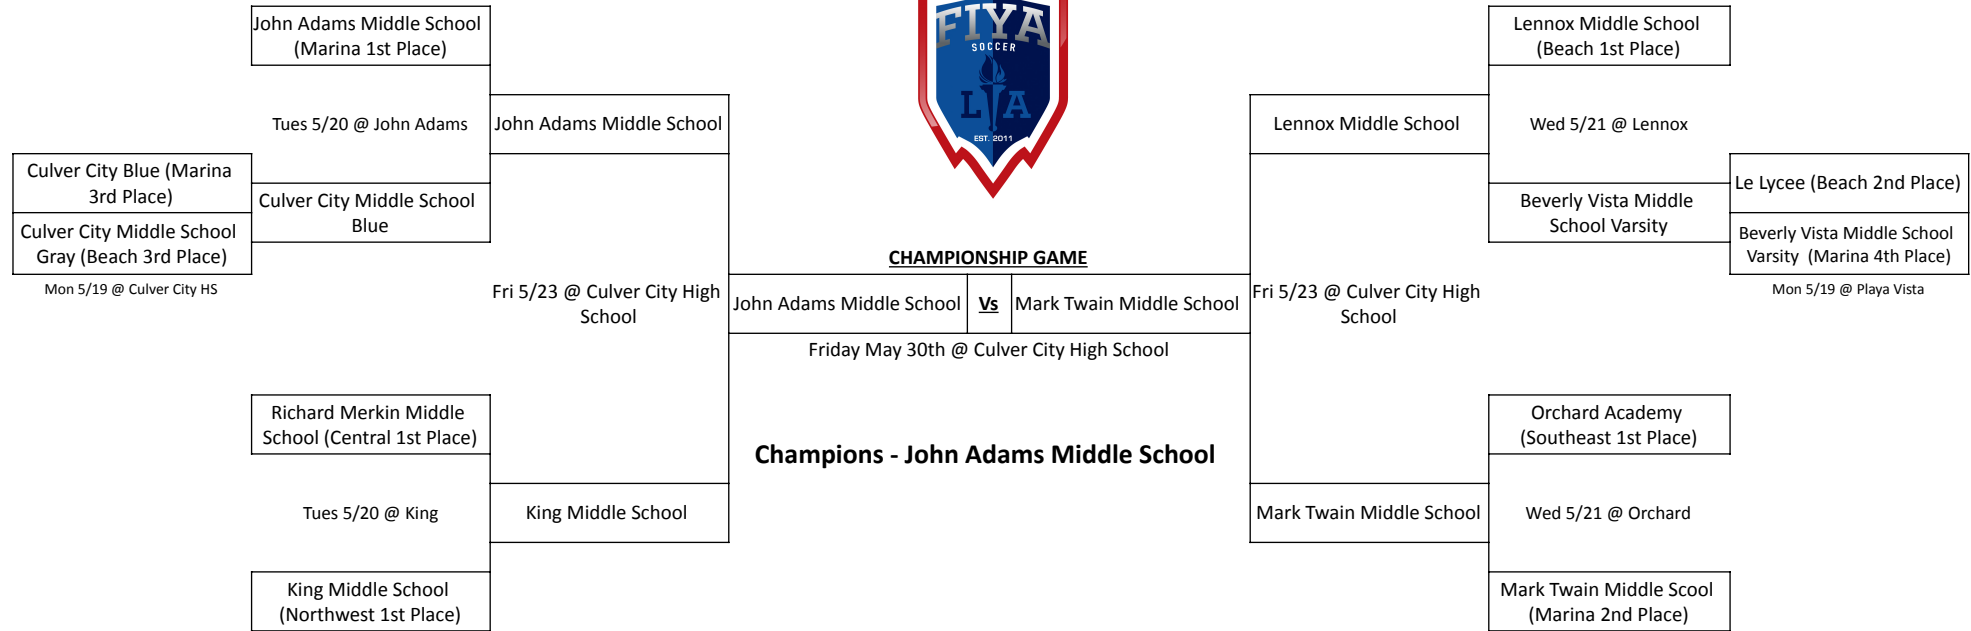 John Adams Middle School
(Marina 1st Place)
Tues 5/20 @ John Adams
John Adams Middle School
Culver City Blue (Marina
3rd Place)
Culver City Middle School
Gray (Beach 3rd Place)
Mon 5/19 @ Culver City HS
Culver City Middle School
Blue
Fri 5/23 @ Culver City High
School
Richard Merkin Middle
School (Central 1st Place)
Tues 5/20 @ King
King Middle School
King Middle School
(Northwest 1st Place)
FIYA
SOCCER
L A
EST. 2011
CHAMPIONSHIP GAME
John Adams Middle School
Vs
Mark Twain Middle School
Friday May 30th @ Culver City High School
Champions - John Adams Middle School
Lennox Middle School
(Beach 1st Place)
Lennox Middle School
Wed 5/21 @ Lennox
Le Lycee (Beach 2nd Place)
Beverly Vista Middle
School Varsity
Beverly Vista Middle School
Varsity (Marina 4th Place)
Mon 5/19 @ Playa Vista
Fri 5/23 @ Culver City High
School
Orchard Academy
(Southeast 1st Place)
Mark Twain Middle School
Wed 5/21 @ Orchard
Mark Twain Middle Scool
(Marina 2nd Place)